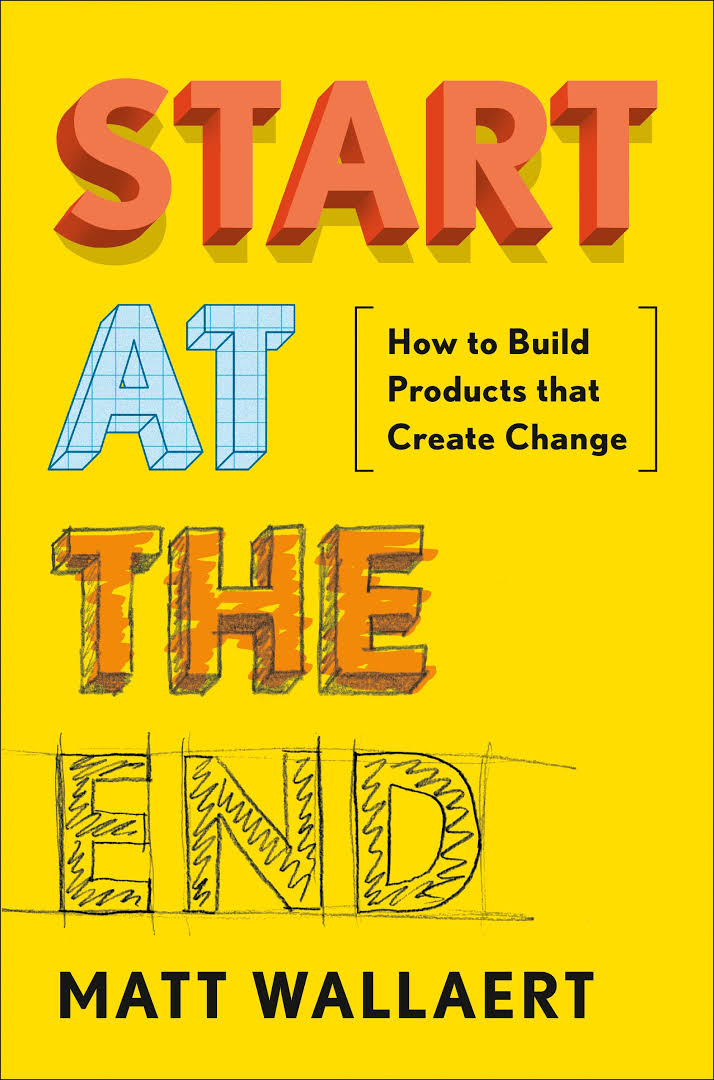 START
AT
How to Build
Products that
Create Change
THE
END
MATT WALLAERT